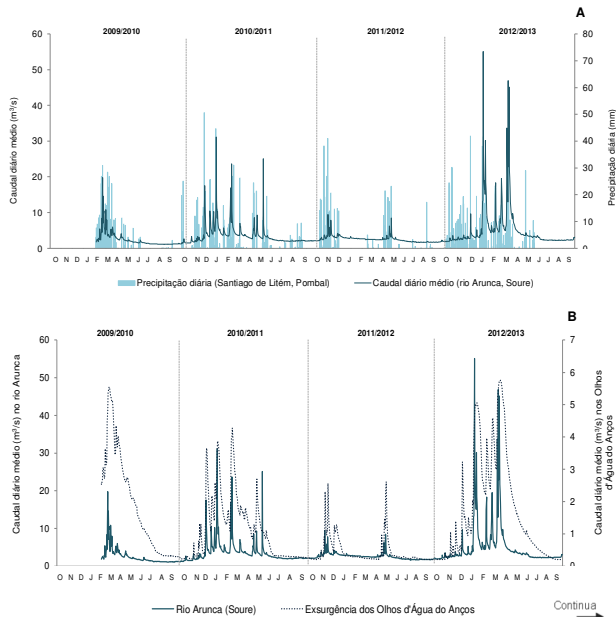 A
2009/2010 2010/2011 2011/2012 2012/2013
Caudal diário médio (m³/s)
60
50
40
30
20
10
0
80
70
60
50
40
30
20
10
0
Precipitação diária (mm)
O N D J F M A M J J A S O N D J F M A M J J A S O N D J F M A M J J A S O N D J F M A M J J A S
Precipitação diária (Santiago de Litém, Pombal) Caudal diário médio (rio Arunca, Soure)
B
2009/2010 2010/2011 2011/2012 2012/2013
Caudal diário médio (m³/s) no rio Arunca
60
50
40
30
20
10
0
7
6
5
4
3
2
1
0
Caudal diário médio (m³/s) nos Olhos
d'Água do Anços
O N D J F M A M J J A S O N D J F M A M J J A S O N D J F M A M J J A S O N D J F M A M J J A S
Rio Arunca (Soure) Exsurgência dos Olhos d'Água do Anços
Continua